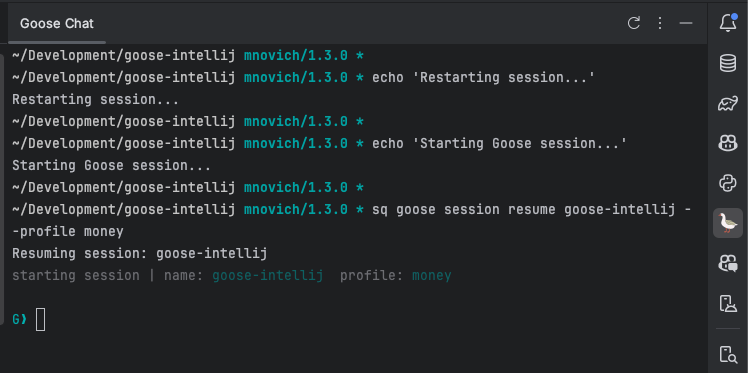 Goose Chat
~/Development/goose-intellij mnovich/1.3.0 *
~/Development/goose-intellij mnovich/1.3.0 * echo 'Restarting session...'
Restarting session...
~/Development/goose-intellij mnovich/1.3.0 *
~/Development/goose-intellij mnovich/1.3.0 * echo 'Starting Goose session...'
Starting Goose session...
~/Development/goose-intellij mnovich/1.3.0 *
~/Development/goose-intellij mnovich/1.3.0 * sq goose session resume goose-intellij -
-profile money
Resuming session: goose-intellij
starting session | name: goose-intellij  profile: money
G❯